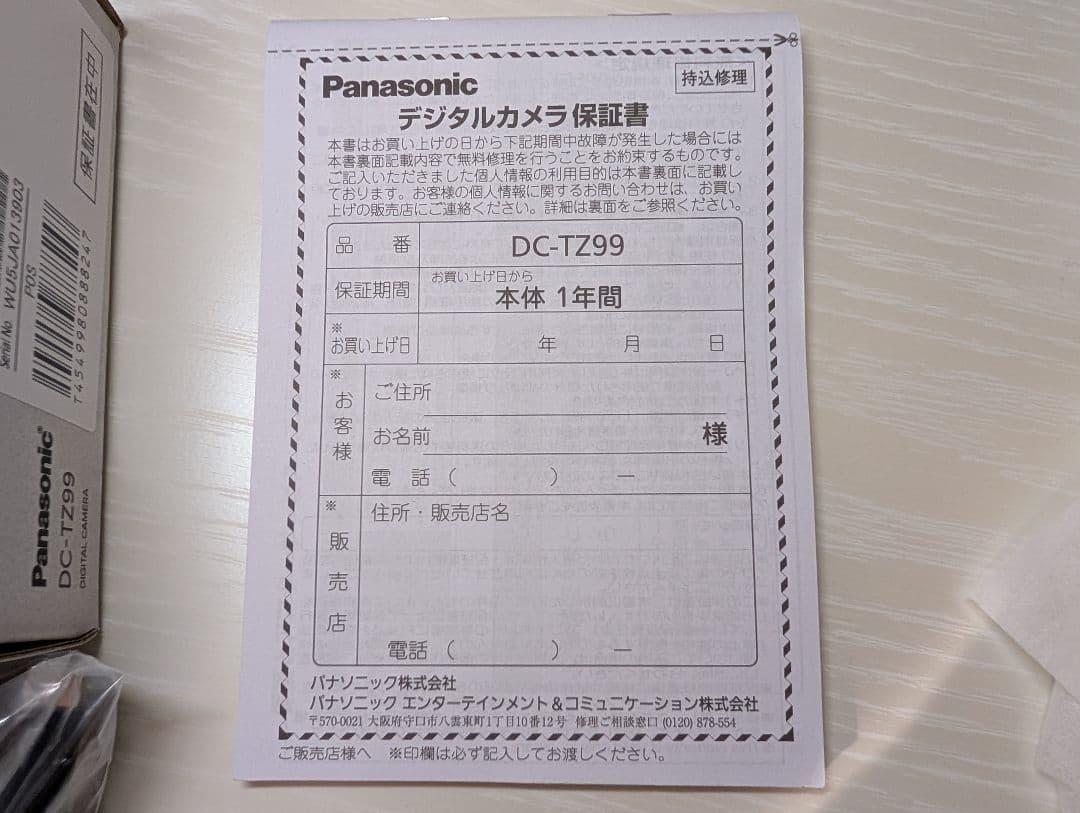 Panasonic
持込修理
デジタルカメラ保証書
本書はお買い上げの日から下記期間中故障が発生した場合には
本書裏面記載内容で無料修理を行うことをお約束するものです。
ご記入いただきました個人情報の利用目的は本書裏面に記載し
ております。お客様の個人情報に関するお問い合わせは、お買い
上げの販売店にご連絡ください。詳細は裏面をご参照ください。
品番 DC-TZ99
保証期間 お買い上げ日から
本体 1年間
※
お買い上げ日 年 月 日
※
お客様
ご住所
お名前 様
電話 ( ) ー
※
販売店
住所・販売店名
電話 ( ) ー
パナソニック株式会社
パナソニック エンターテインメント&コミュニケーション株式会社
〒570-0021 大阪府守口市八雲東町1丁目10番12号 修理ご相談窓口 (0120) 878-554
ご販売店様へ ※印欄は必ず記入してお渡しください。
保証書在中
Serial No WU5JA013903
POS
T4549980888247
Panasonic
DC-TZ99
DIGITAL CAMERA